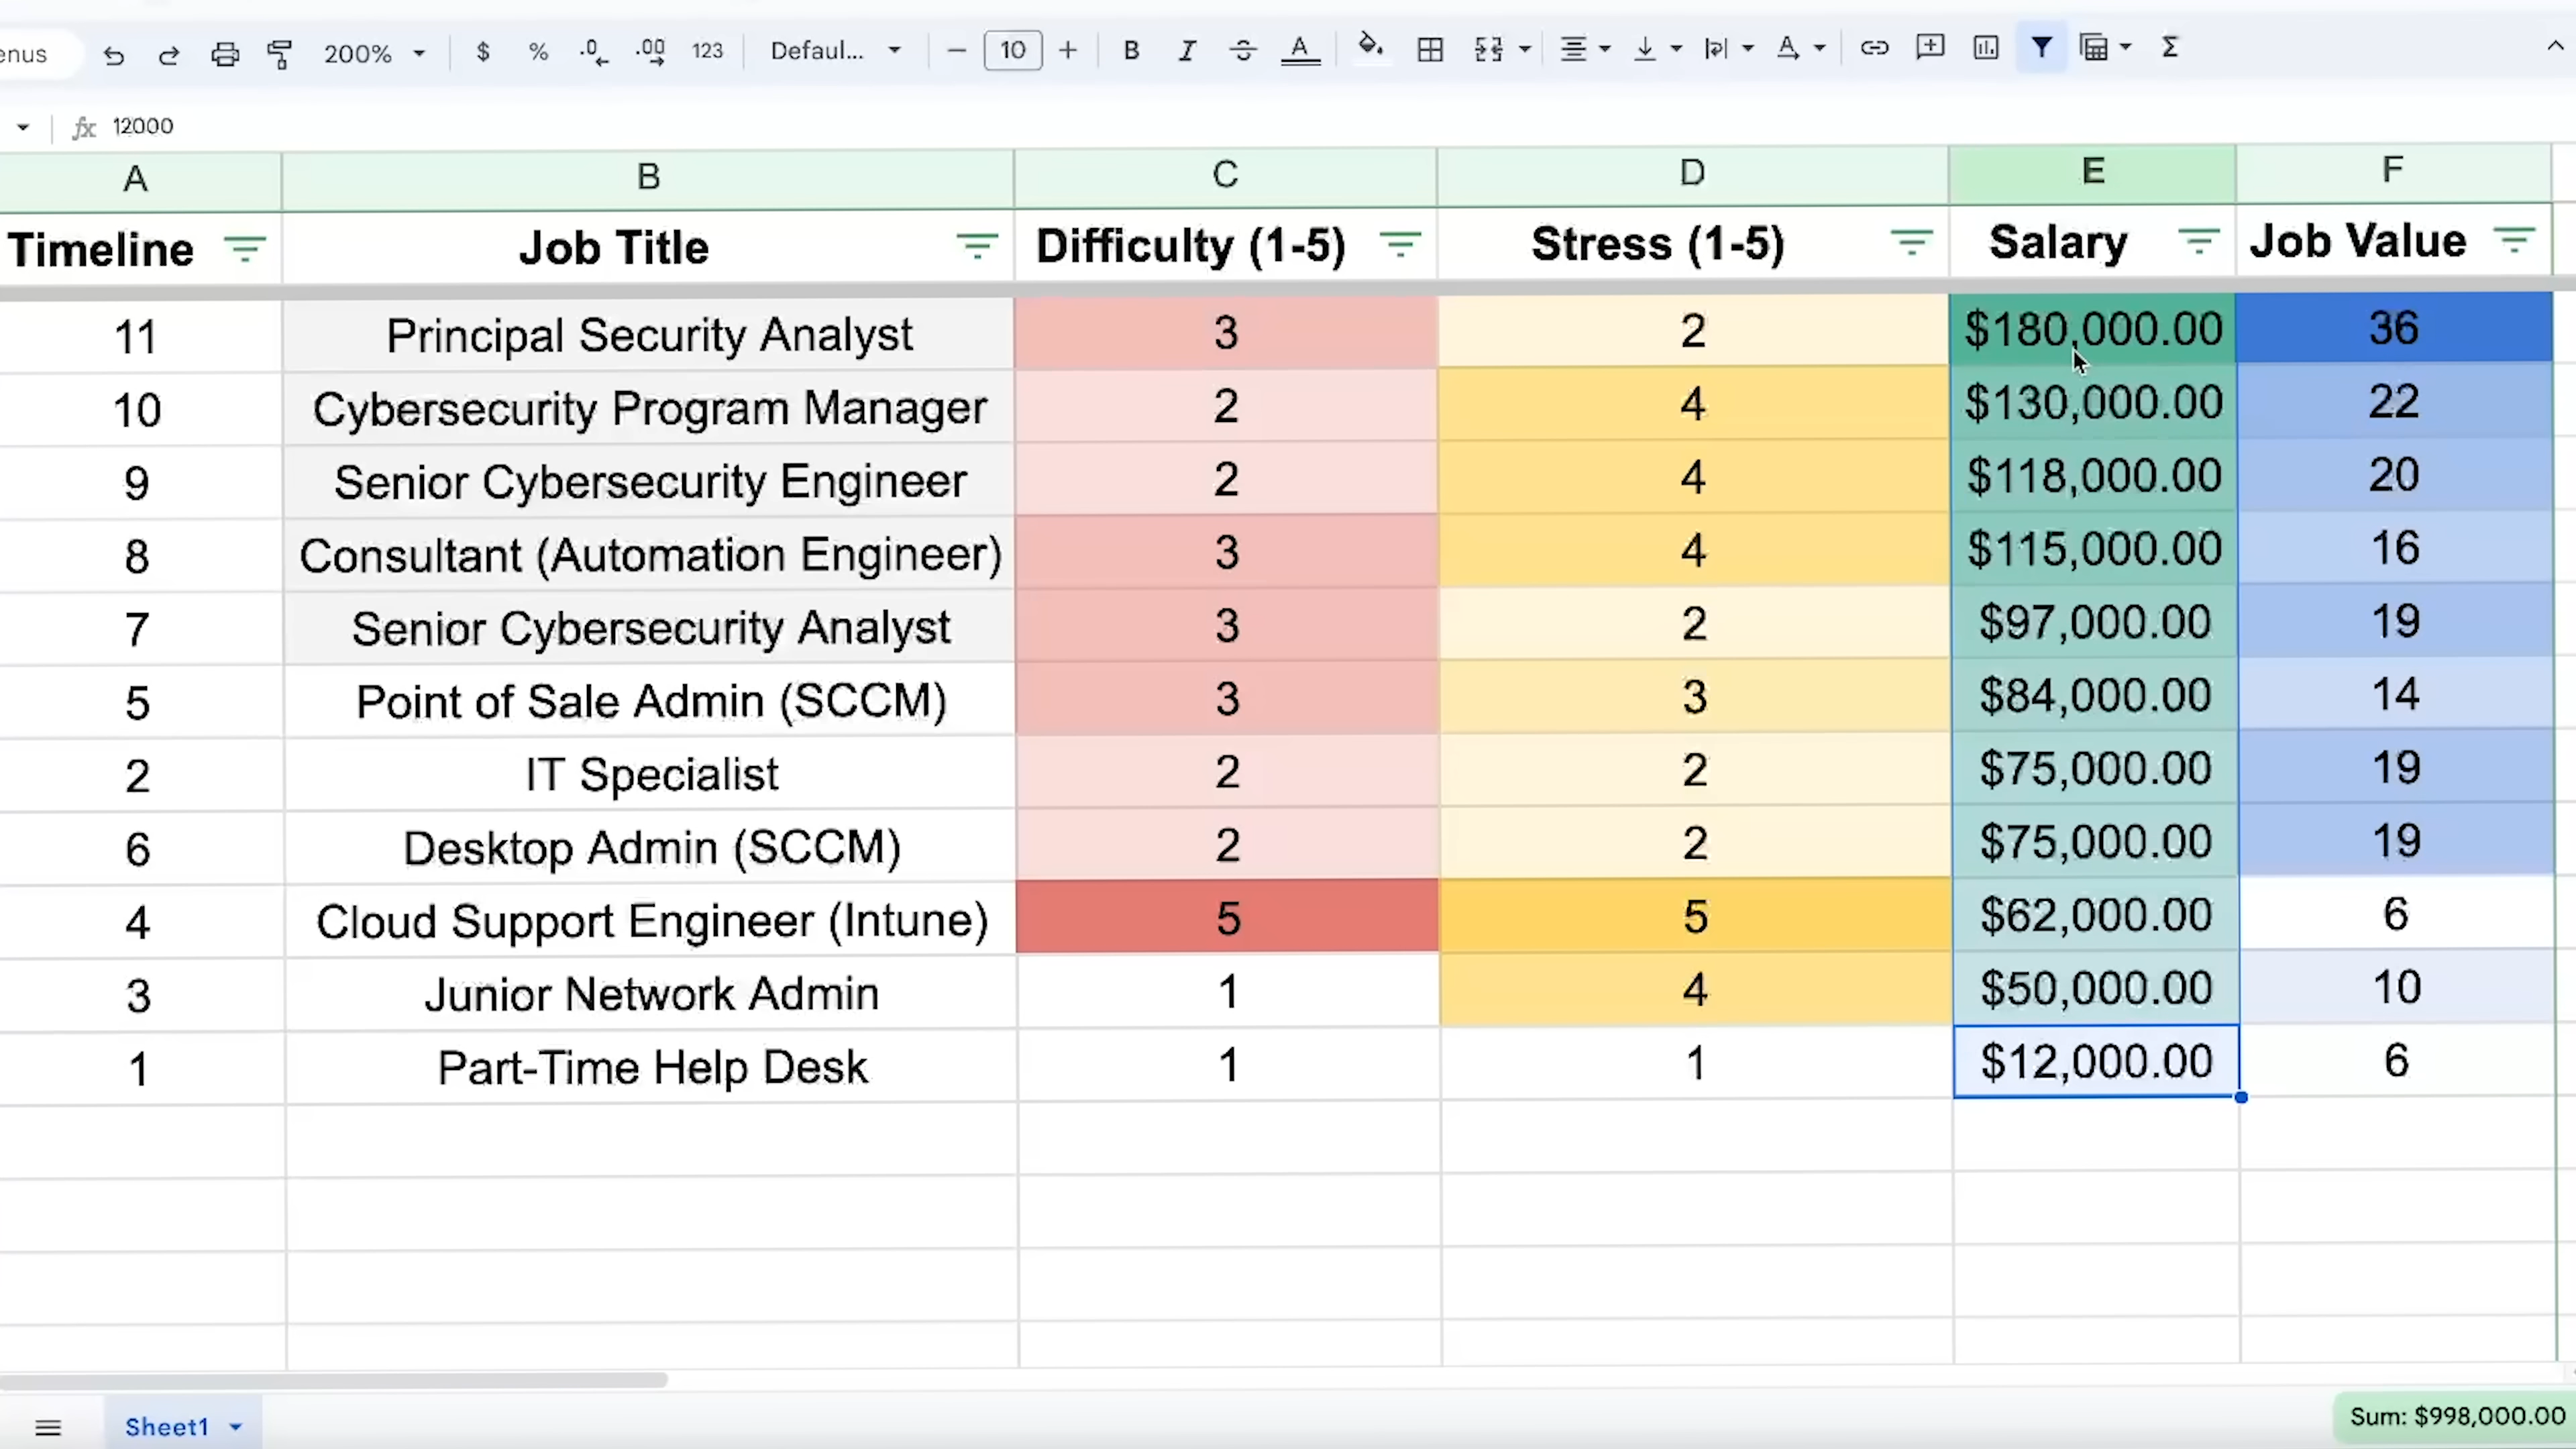 enus 200% $ % .0 .00 123 Defaul... 10 B I S A Σ
fx 12000
A B C D E F
Timeline Job Title Difficulty (1-5) Stress (1-5) Salary Job Value
11 Principal Security Analyst 3 2 $180,000.00 36
10 Cybersecurity Program Manager 2 4 $130,000.00 22
9 Senior Cybersecurity Engineer 2 4 $118,000.00 20
8 Consultant (Automation Engineer) 3 4 $115,000.00 16
7 Senior Cybersecurity Analyst 3 2 $97,000.00 19
5 Point of Sale Admin (SCCM) 3 3 $84,000.00 14
2 IT Specialist 2 2 $75,000.00 19
6 Desktop Admin (SCCM) 2 2 $75,000.00 19
4 Cloud Support Engineer (Intune) 5 5 $62,000.00 6
3 Junior Network Admin 1 4 $50,000.00 10
1 Part-Time Help Desk 1 1 $12,000.00 6
Sheet1 Sum: $998,000.00